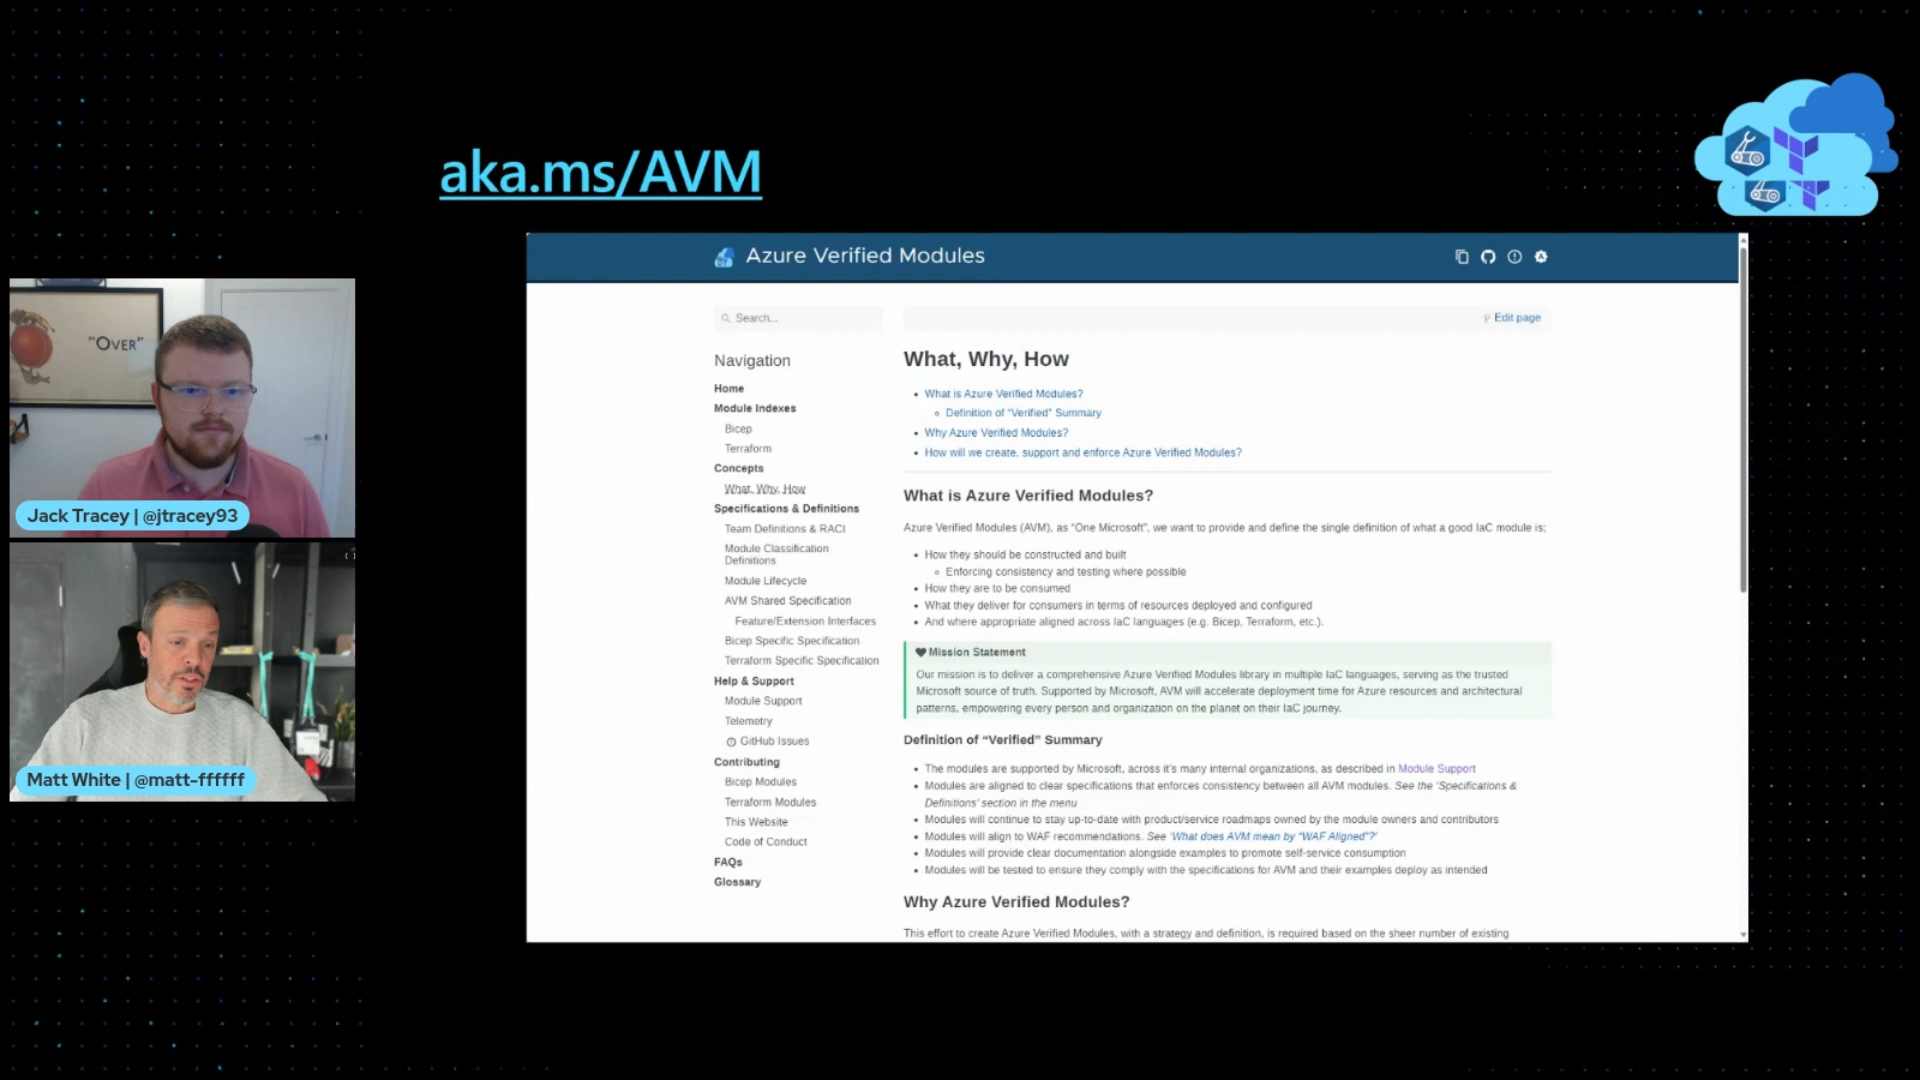 aka.ms/AVM
Azure Verified Modules
Search...
Edit page
Navigation
Home
Module Indexes
Bicep
Terraform
Concepts
What, Why, How
Specifications & Definitions
Team Definitions & RACI
Module Classification
Definitions
Module Lifecycle
AVM Shared Specification
Feature/Extension Interfaces
Bicep Specific Specification
Terraform Specific Specification
Help & Support
Module Support
Telemetry
GitHub Issues
Contributing
Bicep Modules
Terraform Modules
This Website
Code of Conduct
FAQs
Glossary
What, Why, How
What is Azure Verified Modules?
Definition of “Verified” Summary
Why Azure Verified Modules?
How will we create, support and enforce Azure Verified Modules?
What is Azure Verified Modules?
Azure Verified Modules (AVM), as “One Microsoft”, we want to provide and define the single definition of what a good IaC module is;
How they should be constructed and built
Enforcing consistency and testing where possible
How they are to be consumed
What they deliver for consumers in terms of resources deployed and configured
And where appropriate aligned across IaC languages (e.g. Bicep, Terraform, etc.).
Mission Statement
Our mission is to deliver a comprehensive Azure Verified Modules library in multiple IaC languages, serving as the trusted
Microsoft source of truth. Supported by Microsoft, AVM will accelerate deployment time for Azure resources and architectural
patterns, empowering every person and organization on the planet on their IaC journey.
Definition of “Verified” Summary
The modules are supported by Microsoft, across it's many internal organizations, as described in Module Support
Modules are aligned to clear specifications that enforces consistency between all AVM modules. See the 'Specifications &
Definitions' section in the menu
Modules will continue to stay up-to-date with product/service roadmaps owned by the module owners and contributors
Modules will align to WAF recommendations. See 'What does AVM mean by “WAF Aligned”?'
Modules will provide clear documentation alongside examples to promote self-service consumption
Modules will be tested to ensure they comply with the specifications for AVM and their examples deploy as intended
Why Azure Verified Modules?
This effort to create Azure Verified Modules, with a strategy and definition, is required based on the sheer number of existing
"OVER"
Jack Tracey | @jtracey93
Matt White | @matt-ffffff